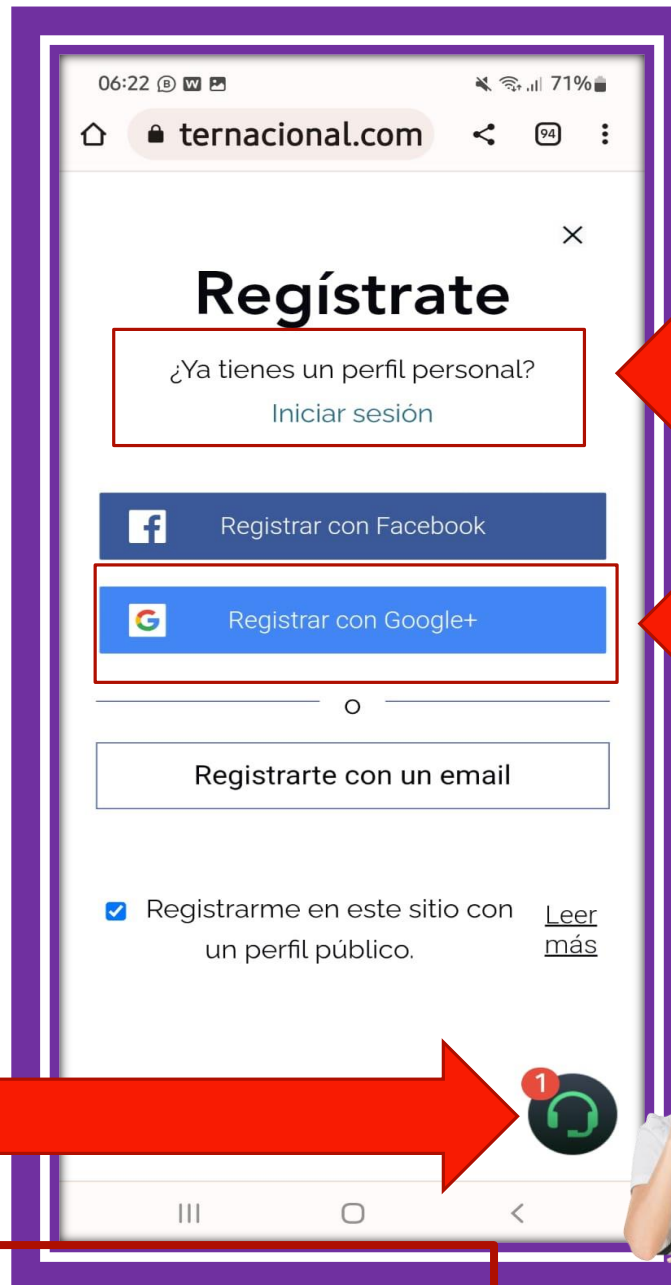 06:22 B W 71%
ternacional.com 94
Regístrate
¿Ya tienes un perfil personal?
Iniciar sesión
f Registrar con Facebook
G Registrar con Google+
o
Registrarte con un email
Registrarme en este sitio con
un perfil público.
Leer
más
1